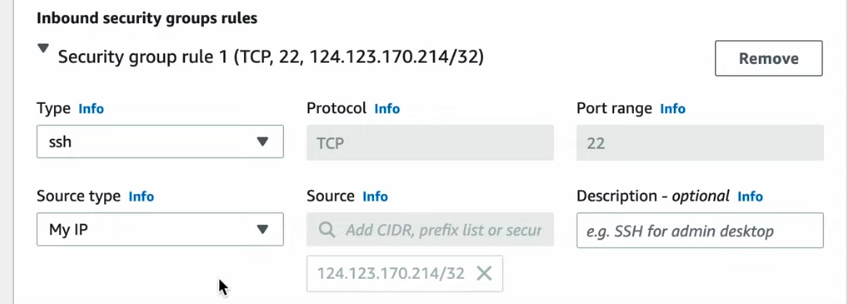 Inbound security groups rules
Security group rule 1 (TCP, 22, 124.123.170.214/32)
Remove
Type Info
Protocol Info
Port range Info
ssh
TCP
22
Source type Info
Source Info
Description - optional Info
My IP
Add CIDR, prefix list or secur
e.g. SSH for admin desktop
124.123.170.214/32